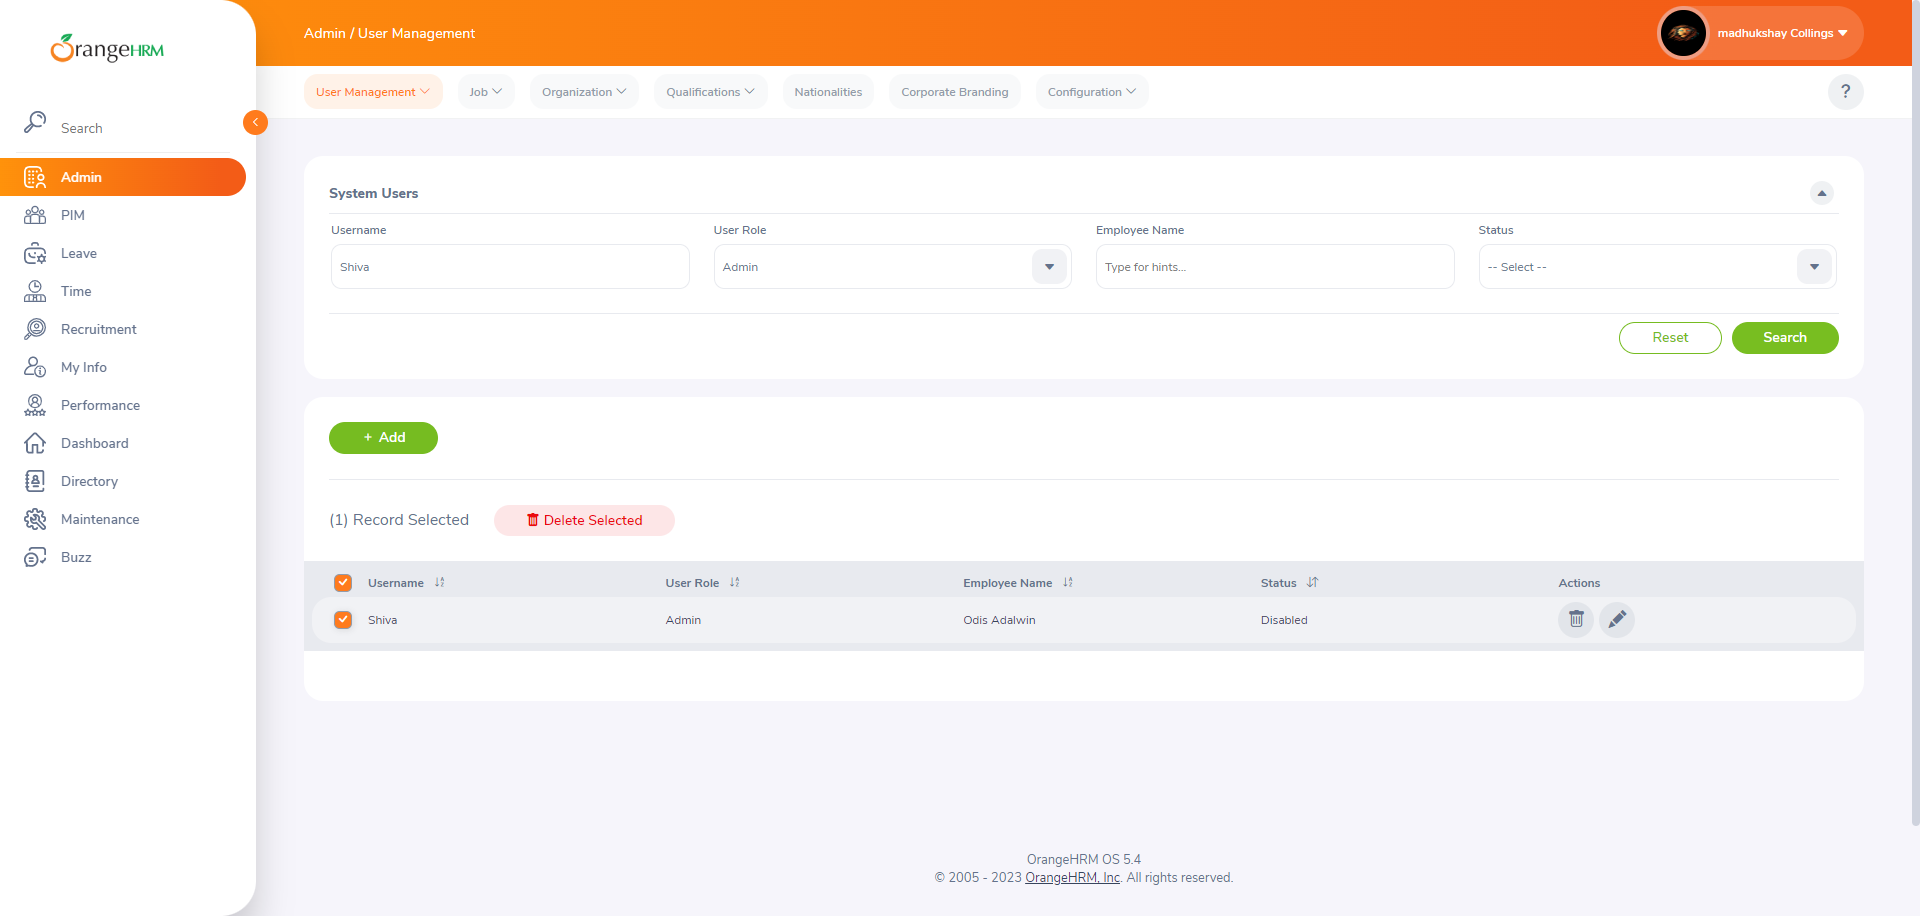 OrangeHRM
Search
Admin
PIM
Leave
Time
Recruitment
My Info
Performance
Dashboard
Directory
Maintenance
Buzz
Admin / User Management
madhukshay Collings
User Management
Job
Organization
Qualifications
Nationalities
Corporate Branding
Configuration
?
System Users
Username
User Role
Employee Name
Status
Shiva
Admin
Type for hints...
-- Select --
Reset
Search
+ Add
(1) Record Selected
Delete Selected
Username
User Role
Employee Name
Status
Actions
Shiva
Admin
Odis Adalwin
Disabled
OrangeHRM OS 5.4
© 2005 - 2023 OrangeHRM, Inc. All rights reserved.